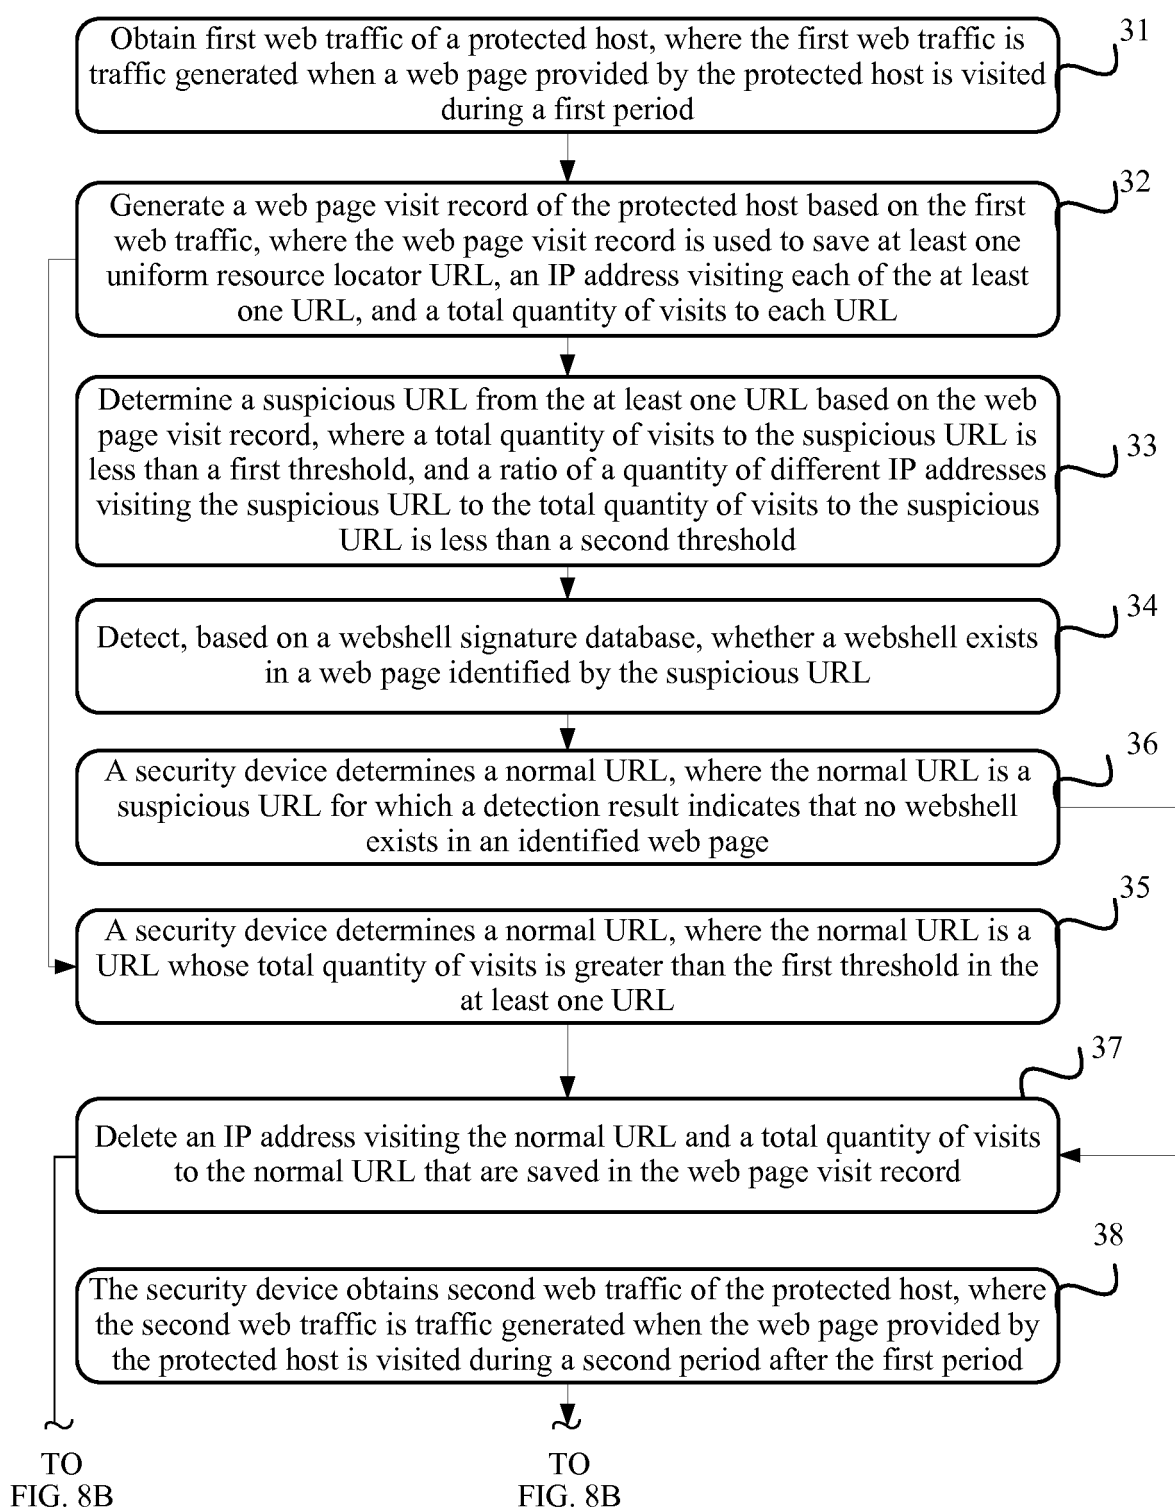 31
Obtain first web traffic of a protected host, where the first web traffic is
traffic generated when a web page provided by the protected host is visited
during a first period
32
Generate a web page visit record of the protected host based on the first
web traffic, where the web page visit record is used to save at least one
uniform resource locator URL, an IP address visiting each of the at least
one URL, and a total quantity of visits to each URL
33
Determine a suspicious URL from the at least one URL based on the web
page visit record, where a total quantity of visits to the suspicious URL is
less than a first threshold, and a ratio of a quantity of different IP addresses
visiting the suspicious URL to the total quantity of visits to the suspicious
URL is less than a second threshold
34
Detect, based on a webshell signature database, whether a webshell exists
in a web page identified by the suspicious URL
36
A security device determines a normal URL, where the normal URL is a
suspicious URL for which a detection result indicates that no webshell
exists in an identified web page
35
A security device determines a normal URL, where the normal URL is a
URL whose total quantity of visits is greater than the first threshold in the
at least one URL
37
Delete an IP address visiting the normal URL and a total quantity of visits
to the normal URL that are saved in the web page visit record
38
The security device obtains second web traffic of the protected host, where
the second web traffic is traffic generated when the web page provided by
the protected host is visited during a second period after the first period
TO
FIG. 8B
TO
FIG. 8B